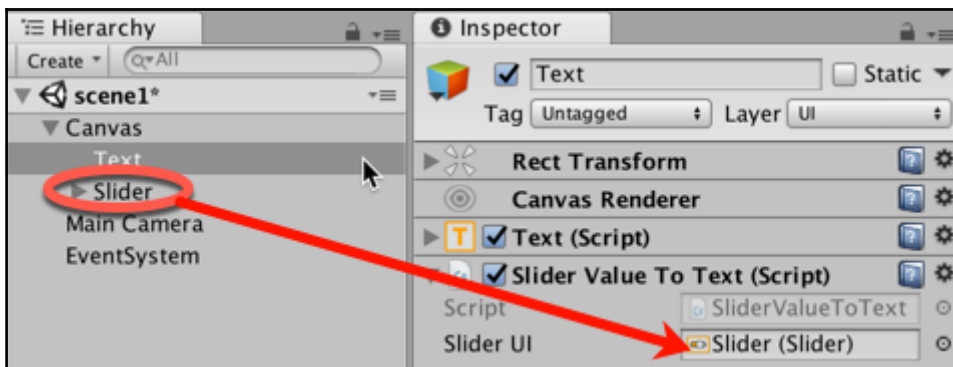 Hierarchy
Create
All
scene1*
Canvas
Text
Slider
Main Camera
EventSystem
Inspector
Text
Static
Tag Untagged Layer UI
Rect Transform
Canvas Renderer
Text (Script)
Slider Value To Text (Script)
Script SliderValueToText
Slider UI Slider (Slider)